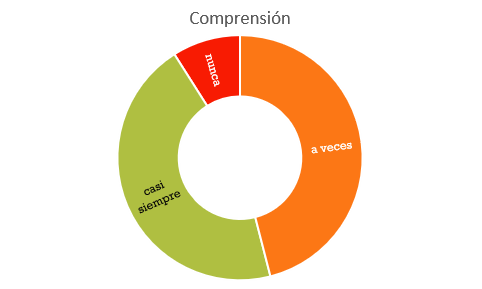 Comprensión
nunca
a veces
casi
siempre